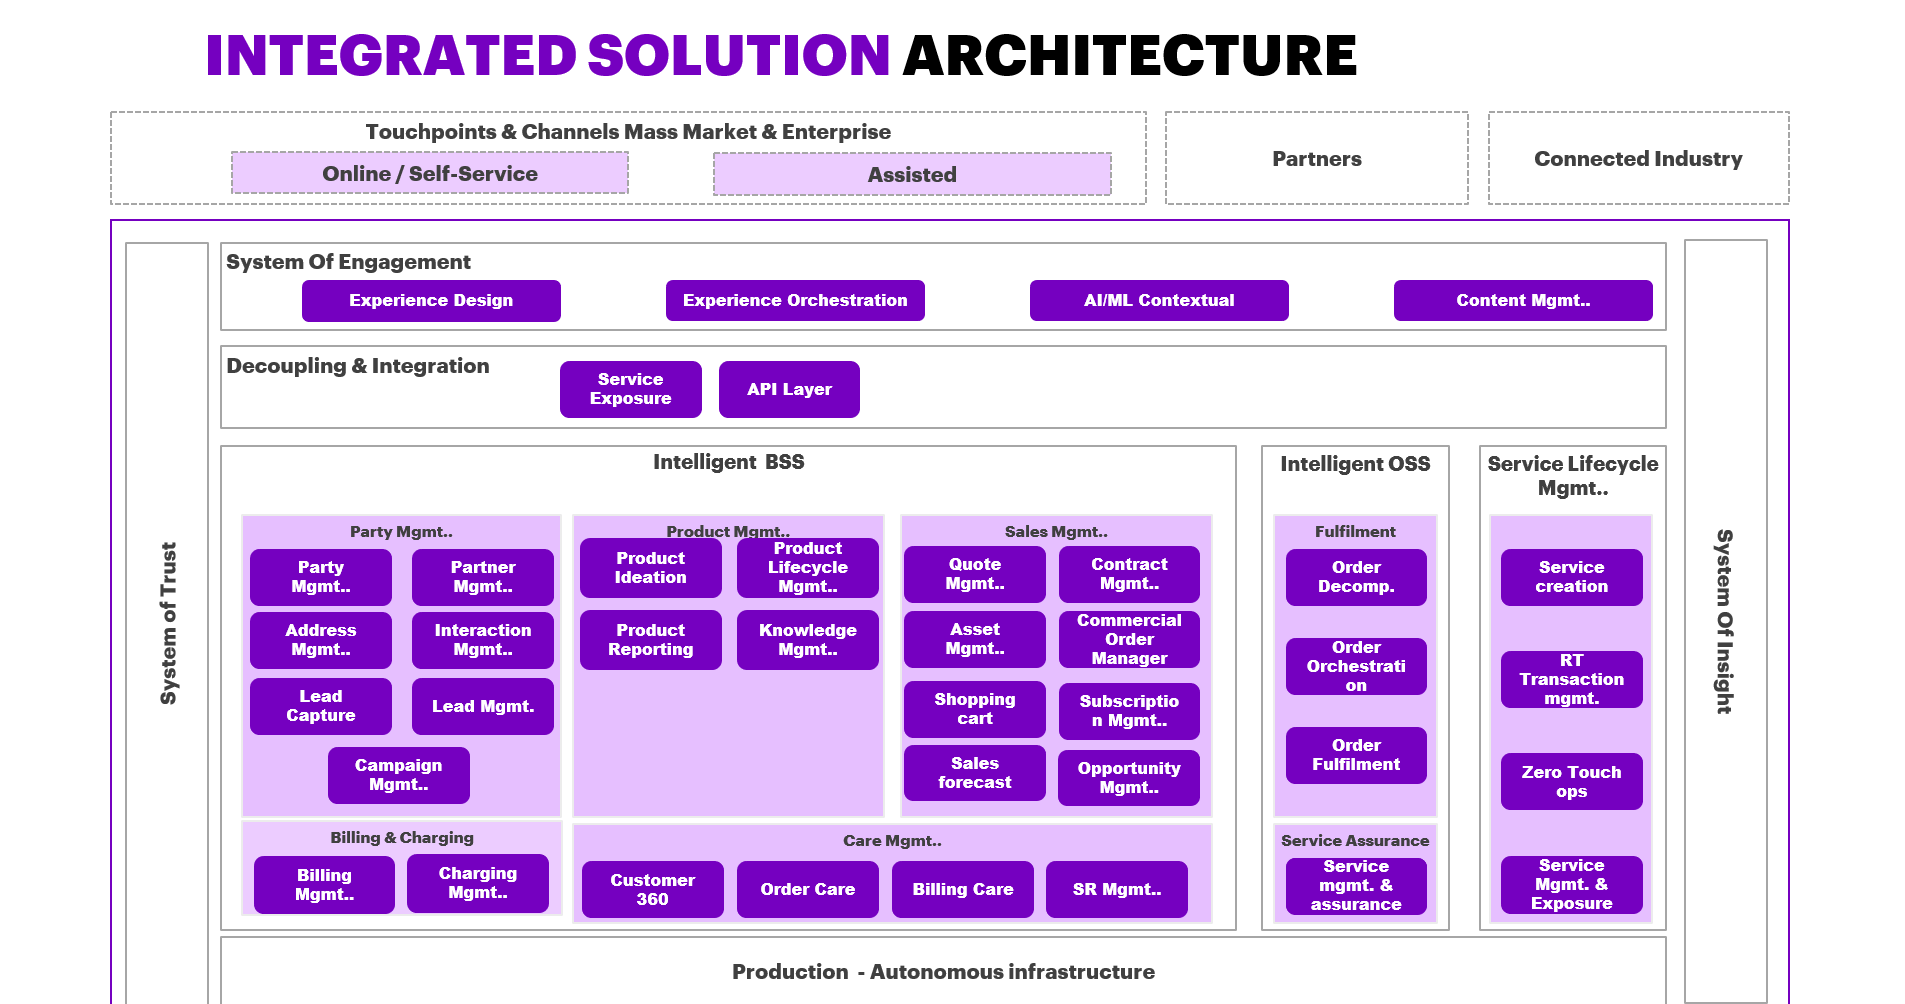 INTEGRATED SOLUTION ARCHITECTURE
Touchpoints & Channels Mass Market & Enterprise
Online / Self-Service
Assisted
Partners
Connected Industry
System of Trust
System Of Engagement
Experience Design
Experience Orchestration
AI/ML Contextual
Content Mgmt..
Decoupling & Integration
Service
Exposure
API Layer
Intelligent  BSS
Party Mgmt..
Party
Mgmt..
Partner
Mgmt..
Address
Mgmt..
Interaction
Mgmt..
Lead
Capture
Lead Mgmt.
Campaign
Mgmt..
Product Mgmt..
Product
Ideation
Product
Lifecycle
Mgmt..
Product
Reporting
Knowledge
Mgmt..
Sales Mgmt..
Quote
Mgmt..
Contract
Mgmt..
Asset
Mgmt..
Commercial
Order
Manager
Shopping
cart
Subscriptio
n Mgmt..
Sales
forecast
Opportunity
Mgmt..
Billing & Charging
Billing
Mgmt..
Charging
Mgmt..
Care Mgmt..
Customer
360
Order Care
Billing Care
SR Mgmt..
Intelligent OSS
Fulfilment
Order
Decomp.
Order
Orchestrati
on
Order
Fulfilment
Service Assurance
Service
mgmt. &
assurance
Service Lifecycle
Mgmt..
Service
creation
RT
Transaction
mgmt.
Zero Touch
ops
Service
Mgmt. &
Exposure
System Of Insight
Production  - Autonomous infrastructure